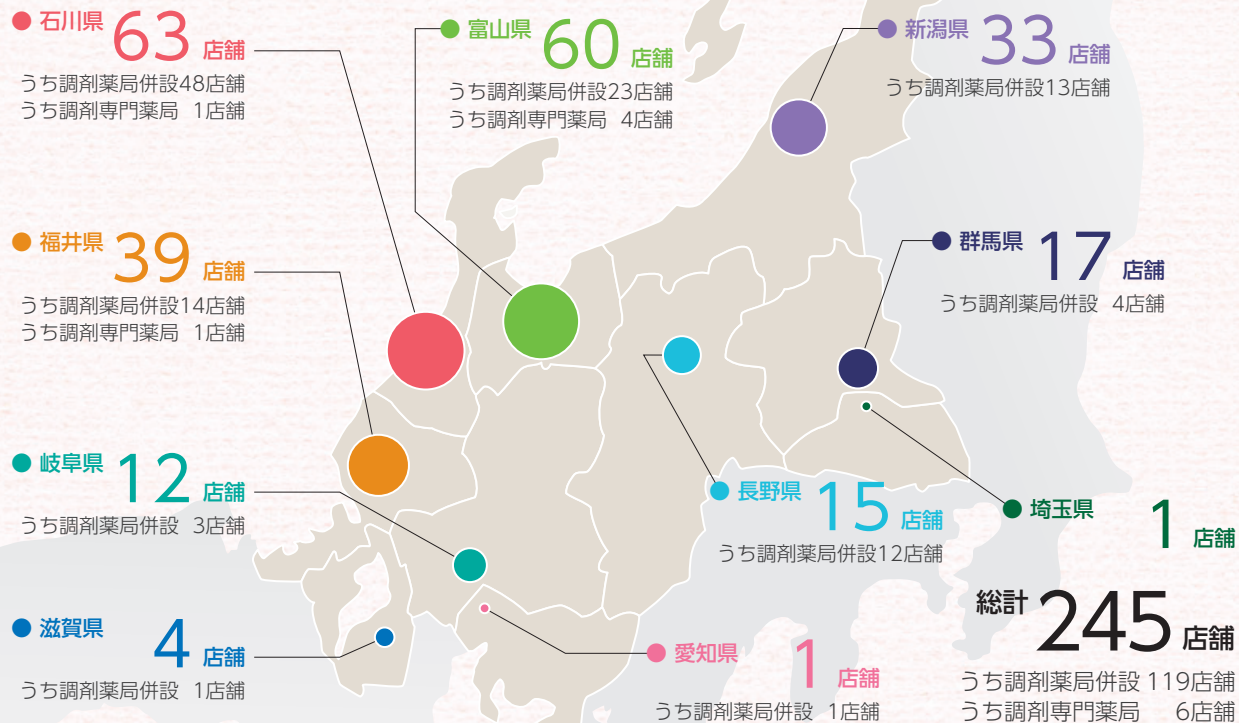 石川県 63 店舗
うち調剤薬局併設48店舗
うち調剤専門薬局 1店舗
富山県 60 店舗
うち調剤薬局併設23店舗
うち調剤専門薬局 4店舗
新潟県 33 店舗
うち調剤薬局併設13店舗
福井県 39 店舗
うち調剤薬局併設14店舗
うち調剤専門薬局 1店舗
群馬県 17 店舗
うち調剤薬局併設 4店舗
岐阜県 12 店舗
うち調剤薬局併設 3店舗
長野県 15 店舗
うち調剤薬局併設12店舗
埼玉県 1 店舗
滋賀県 4 店舗
うち調剤薬局併設 1店舗
愛知県 1 店舗
うち調剤薬局併設 1店舗
総計 245 店舗
うち調剤薬局併設 119店舗
うち調剤専門薬局 6店舗